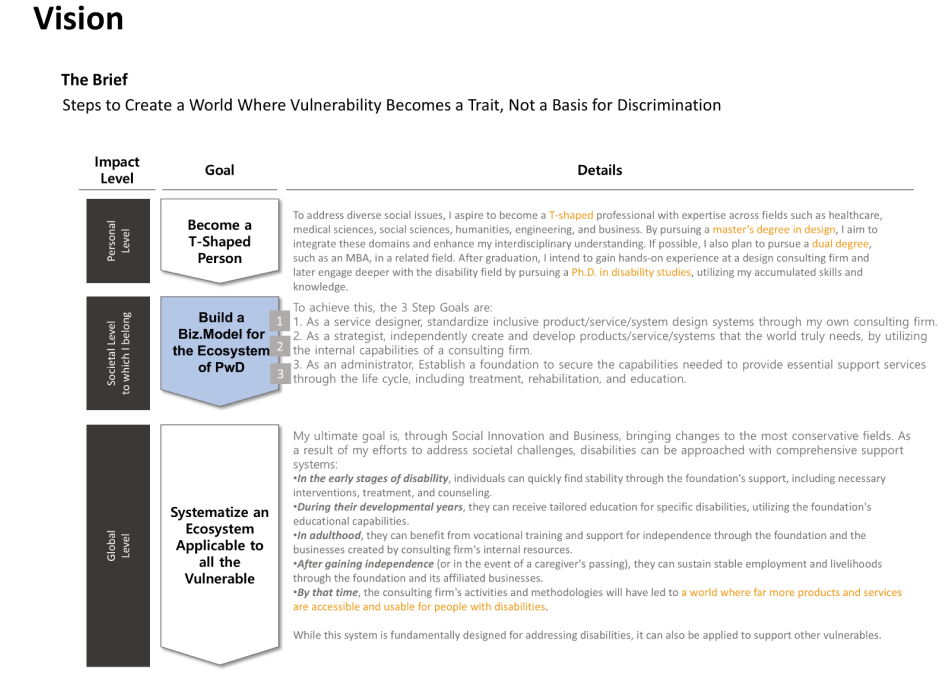 Vision
The Brief
Steps to Create a World Where Vulnerability Becomes a Trait, Not a Basis for Discrimination
Impact
Level
Goal
Details
Personal
Level
Become a
T-Shaped
Person
To address diverse social issues, I aspire to become a T-shaped professional with expertise across fields such as healthcare,
medical sciences, social sciences, humanities, engineering, and business. By pursuing a master's degree in design, I aim to
integrate these domains and enhance my interdisciplinary understanding. If possible, I also plan to pursue a dual degree,
such as an MBA, in a related field. After graduation, I intend to gain hands-on experience at a design consulting firm and
later engage deeper with the disability field by pursuing a Ph.D. in disability studies, utilizing my accumulated skills and
knowledge.
Societal Level
to which I belong
Build a
Biz.Model for
the Ecosystem
of PwD
To achieve this, the 3 Step Goals are:
1
1. As a service designer, standardize inclusive product/service/system design systems through my own consulting firm.
2
2. As a strategist, independently create and develop products/service/systems that the world truly needs, by utilizing
the internal capabilities of a consulting firm.
3
3. As an administrator, Establish a foundation to secure the capabilities needed to provide essential support services
through the life cycle, including treatment, rehabilitation, and education.
Global
Level
Systematize an
Ecosystem
Applicable to
all the
Vulnerable
My ultimate goal is, through Social Innovation and Business, bringing changes to the most conservative fields. As
a result of my efforts to address societal challenges, disabilities can be approached with comprehensive support
systems:
•In the early stages of disability, individuals can quickly find stability through the foundation's support, including necessary
interventions, treatment, and counseling.
•During their developmental years, they can receive tailored education for specific disabilities, utilizing the foundation's
educational capabilities.
•In adulthood, they can benefit from vocational training and support for independence through the foundation and the
businesses created by consulting firm's internal resources.
•After gaining independence (or in the event of a caregiver's passing), they can sustain stable employment and livelihoods
through the foundation and its affiliated businesses.
•By that time, the consulting firm's activities and methodologies will have led to a world where far more products and services
are accessible and usable for people with disabilities.
While this system is fundamentally designed for addressing disabilities, it can also be applied to support other vulnerables.